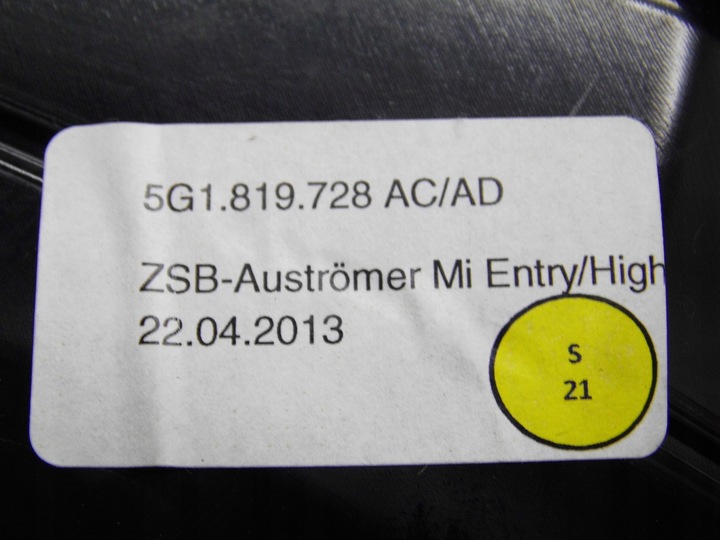 5G1.819.728 AC/AD
ZSB-Auströmer Mi Entry/High
22.04.2013
S
21